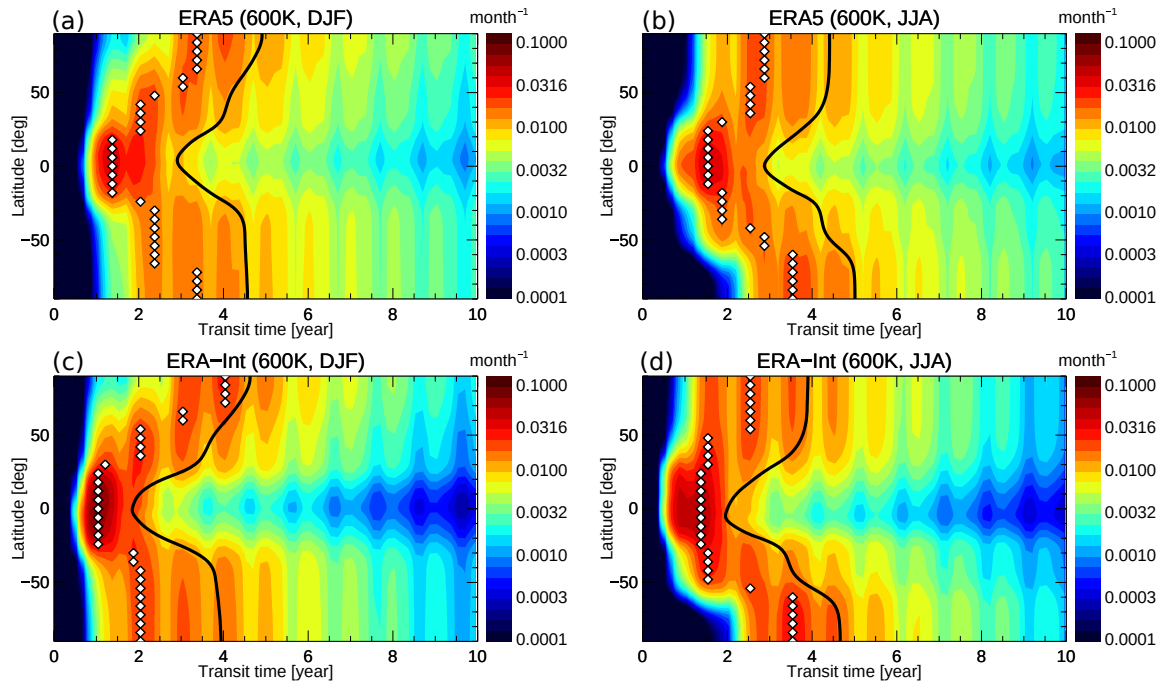 (a) ERA5 (600K, DJF) month⁻¹
Latitude [deg]
50
0
−50
0 2 4 6 8 10
Transit time [year]
0.1000
0.0316
0.0100
0.0032
0.0010
0.0003
0.0001
(b) ERA5 (600K, JJA) month⁻¹
Latitude [deg]
50
0
−50
0 2 4 6 8 10
Transit time [year]
0.1000
0.0316
0.0100
0.0032
0.0010
0.0003
0.0001
(c) ERA−Int (600K, DJF) month⁻¹
Latitude [deg]
50
0
−50
0 2 4 6 8 10
Transit time [year]
0.1000
0.0316
0.0100
0.0032
0.0010
0.0003
0.0001
(d) ERA−Int (600K, JJA) month⁻¹
Latitude [deg]
50
0
−50
0 2 4 6 8 10
Transit time [year]
0.1000
0.0316
0.0100
0.0032
0.0010
0.0003
0.0001